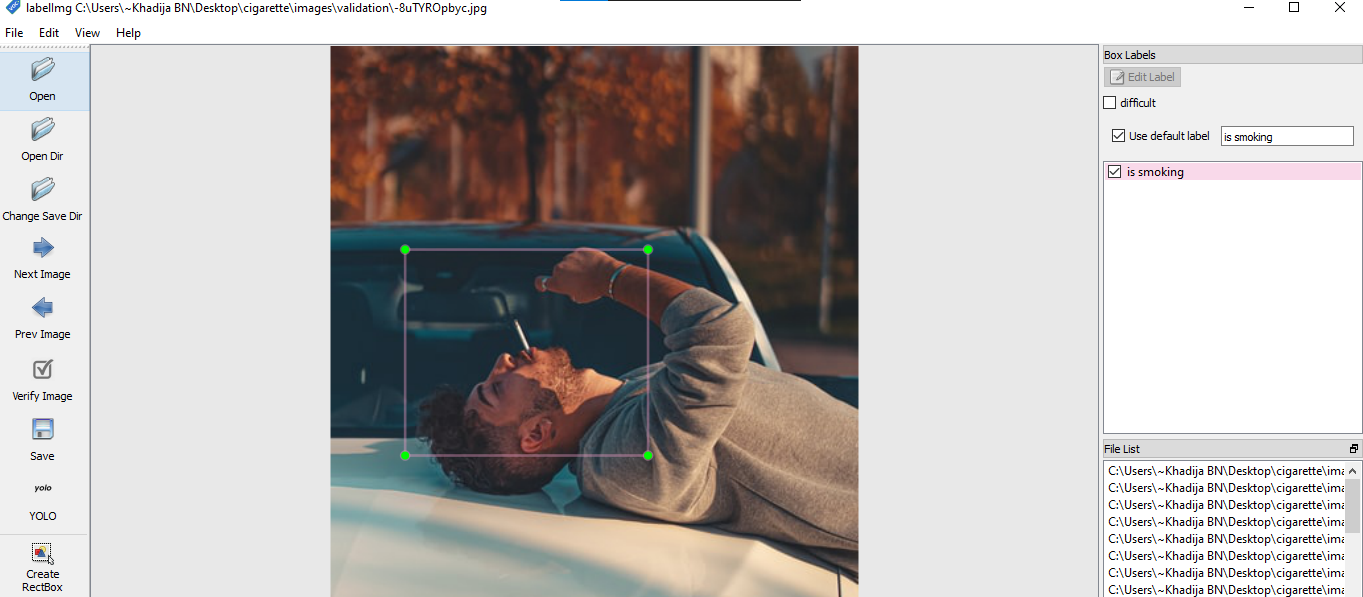 labelImg C:\Users\~Khadija BN\Desktop\cigarette\images\validation\-8uTYROpbyc.jpg
File Edit View Help
Open
Open Dir
Change Save Dir
Next Image
Prev Image
Verify Image
Save
yolo
YOLO
Create
RectBox
Box Labels
Edit Label
difficult
Use default label is smoking
is smoking
File List
C:\Users\~Khadija BN\Desktop\cigarette\ima
C:\Users\~Khadija BN\Desktop\cigarette\ima
C:\Users\~Khadija BN\Desktop\cigarette\ima
C:\Users\~Khadija BN\Desktop\cigarette\ima
C:\Users\~Khadija BN\Desktop\cigarette\ima
C:\Users\~Khadija BN\Desktop\cigarette\ima
C:\Users\~Khadija BN\Desktop\cigarette\ima
C:\Users\~Khadija BN\Desktop\cigarette\ima